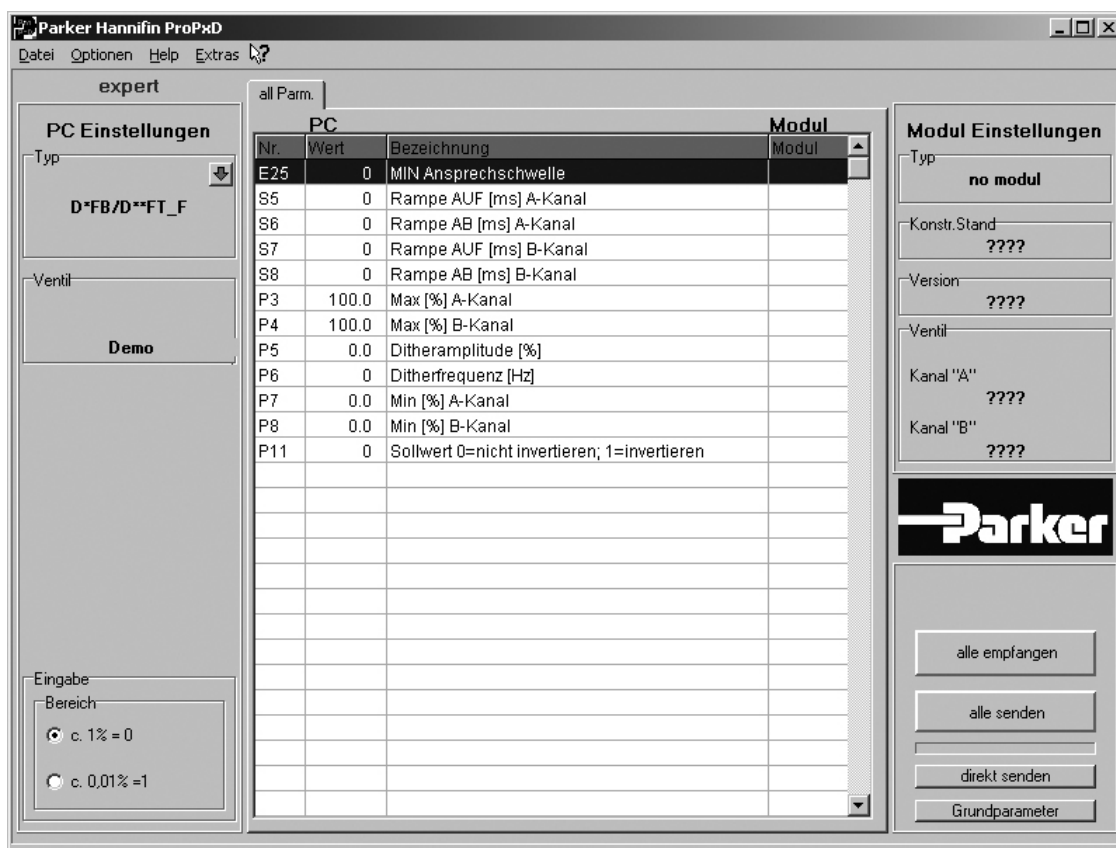 Parker Hannifin ProPxD
Datei Optionen Help Extras
expert
PC Einstellungen
Typ
D*FB/D**FT_F
Ventil
Demo
Eingabe
Bereich
c. 1% = 0
c. 0,01% =1
all Parm.
PC Modul
Nr. Wert Bezeichnung Modul
E25 0 MIN Ansprechschwelle
S5 0 Rampe AUF [ms] A-Kanal
S6 0 Rampe AB [ms] A-Kanal
S7 0 Rampe AUF [ms] B-Kanal
S8 0 Rampe AB [ms] B-Kanal
P3 100.0 Max [%] A-Kanal
P4 100.0 Max [%] B-Kanal
P5 0.0 Ditheramplitude [%]
P6 0 Ditherfrequenz [Hz]
P7 0.0 Min [%] A-Kanal
P8 0.0 Min [%] B-Kanal
P11 0 Sollwert 0=nicht invertieren; 1=invertieren
Modul Einstellungen
Typ
no modul
Konstr.Stand
????
Version
????
Ventil
Kanal "A"
????
Kanal "B"
????
Parker
alle empfangen
alle senden
direkt senden
Grundparameter